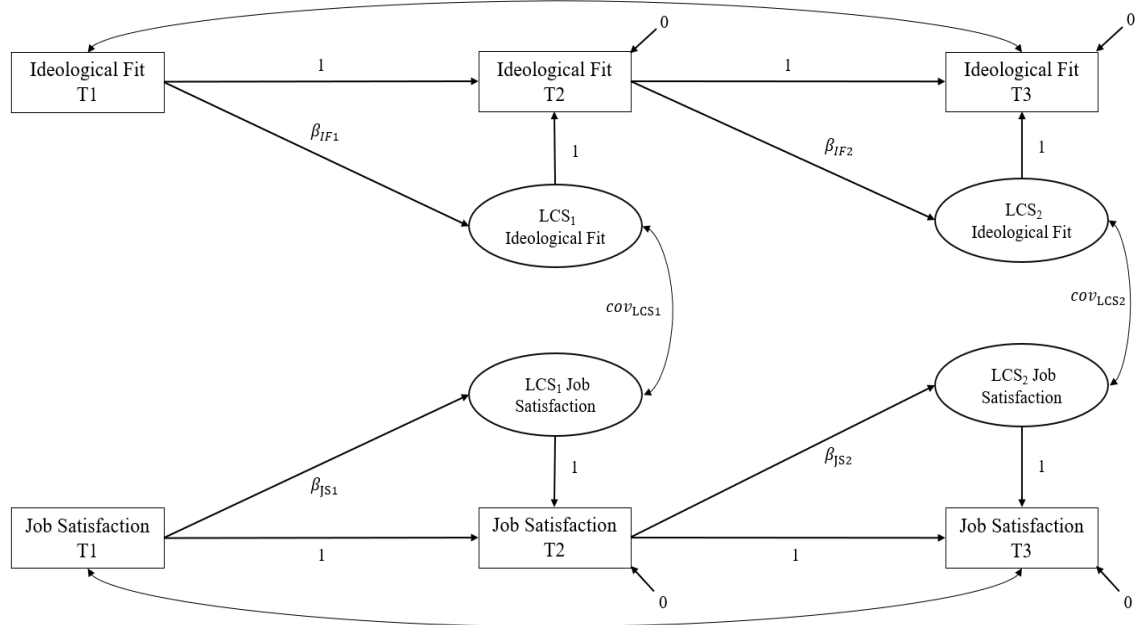 0
0
Ideological Fit
T1
1
Ideological Fit
T2
1
Ideological Fit
T3
β_IF1
1
β_IF2
1
LCS₁
Ideological Fit
LCS₂
Ideological Fit
cov_LCS1
cov_LCS2
LCS₁ Job
Satisfaction
LCS₂ Job
Satisfaction
β_JS1
1
β_JS2
1
Job Satisfaction
T1
1
Job Satisfaction
T2
1
Job Satisfaction
T3
0
0